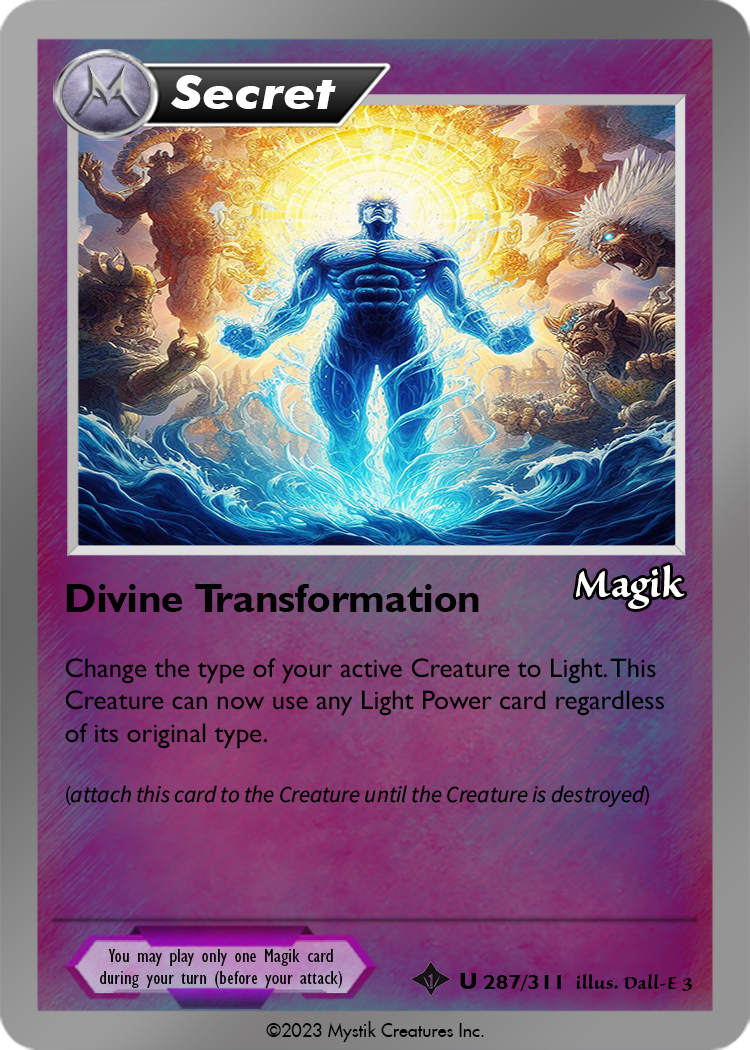 Secret
Divine Transformation
Magik
Change the type of your active Creature to Light. This
Creature can now use any Light Power card regardless
of its original type.
(attach this card to the Creature until the Creature is destroyed)
You may play only one Magik card
during your turn (before your attack)
1 U 287/311 illus. Dall-E 3
©2023 Mystik Creatures Inc.